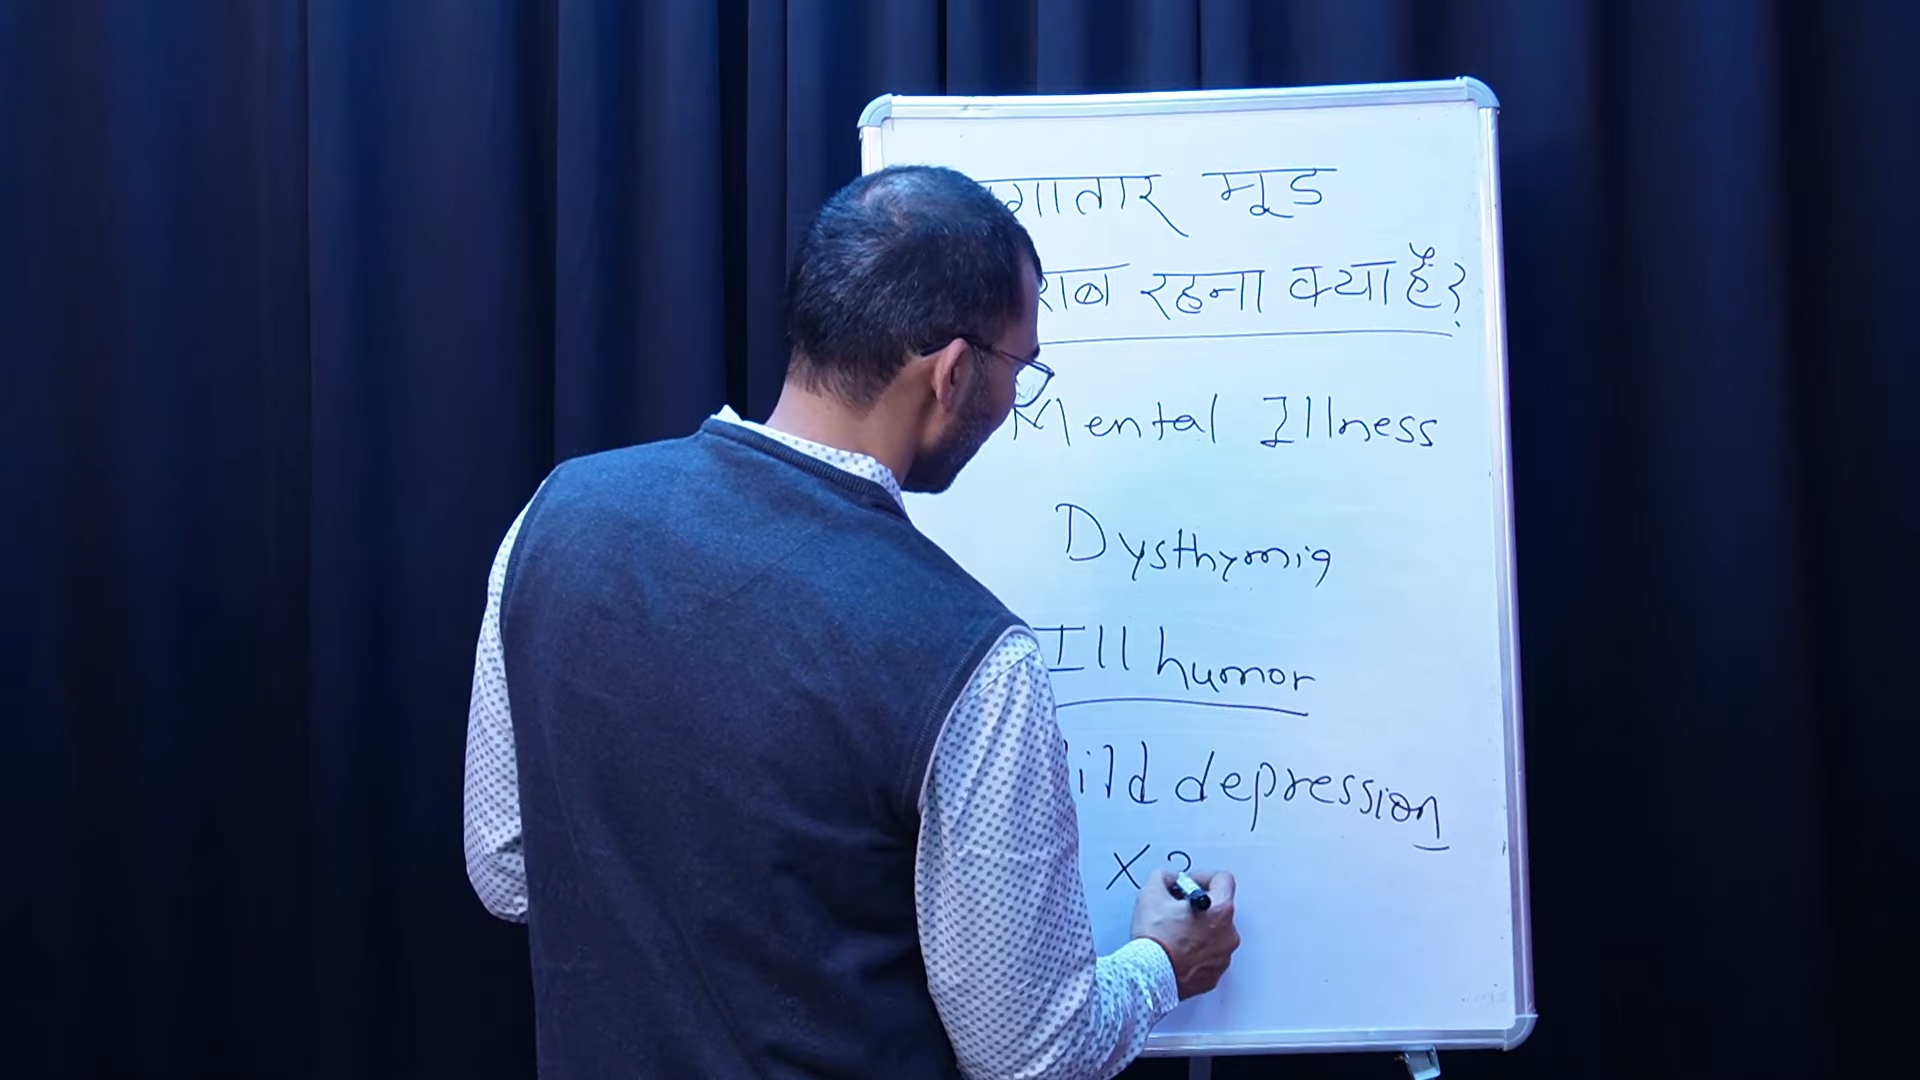 गातार मूड
राब रहना क्या है?
Mental Illness
Dysthymia
Ill humor
ild depression
X 2